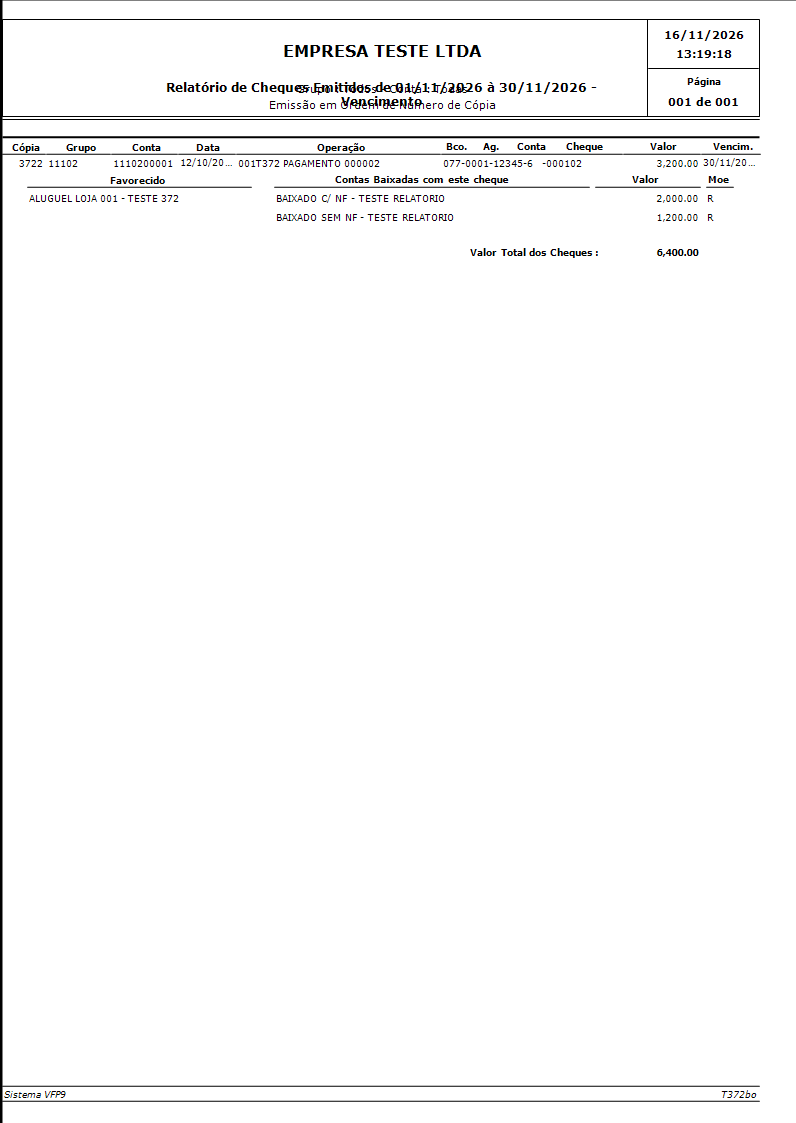 16/11/2026
EMPRESA TESTE LTDA
13:19:18
Página
Relatório de Cheques Emitidos de 01/11/2026 à 30/11/2026 -
Grupo : Todos Conta : Todas
Vencimento
001 de 001
Emissão em Ordem de Número de Cópia
Cópia Grupo Conta Data Operação Bco. Ag. Conta Cheque Valor Vencim.
3722 11102 1110200001 12/10/20... 001T372 PAGAMENTO 000002 077-0001-12345-6 -000102 3,200.00 30/11/20...
Favorecido Contas Baixadas com este cheque Valor Moe
ALUGUEL LOJA 001 - TESTE 372 BAIXADO C/ NF - TESTE RELATORIO 2,000.00 R
BAIXADO SEM NF - TESTE RELATORIO 1,200.00 R
Valor Total dos Cheques : 6,400.00
Sistema VFP9 T372bo